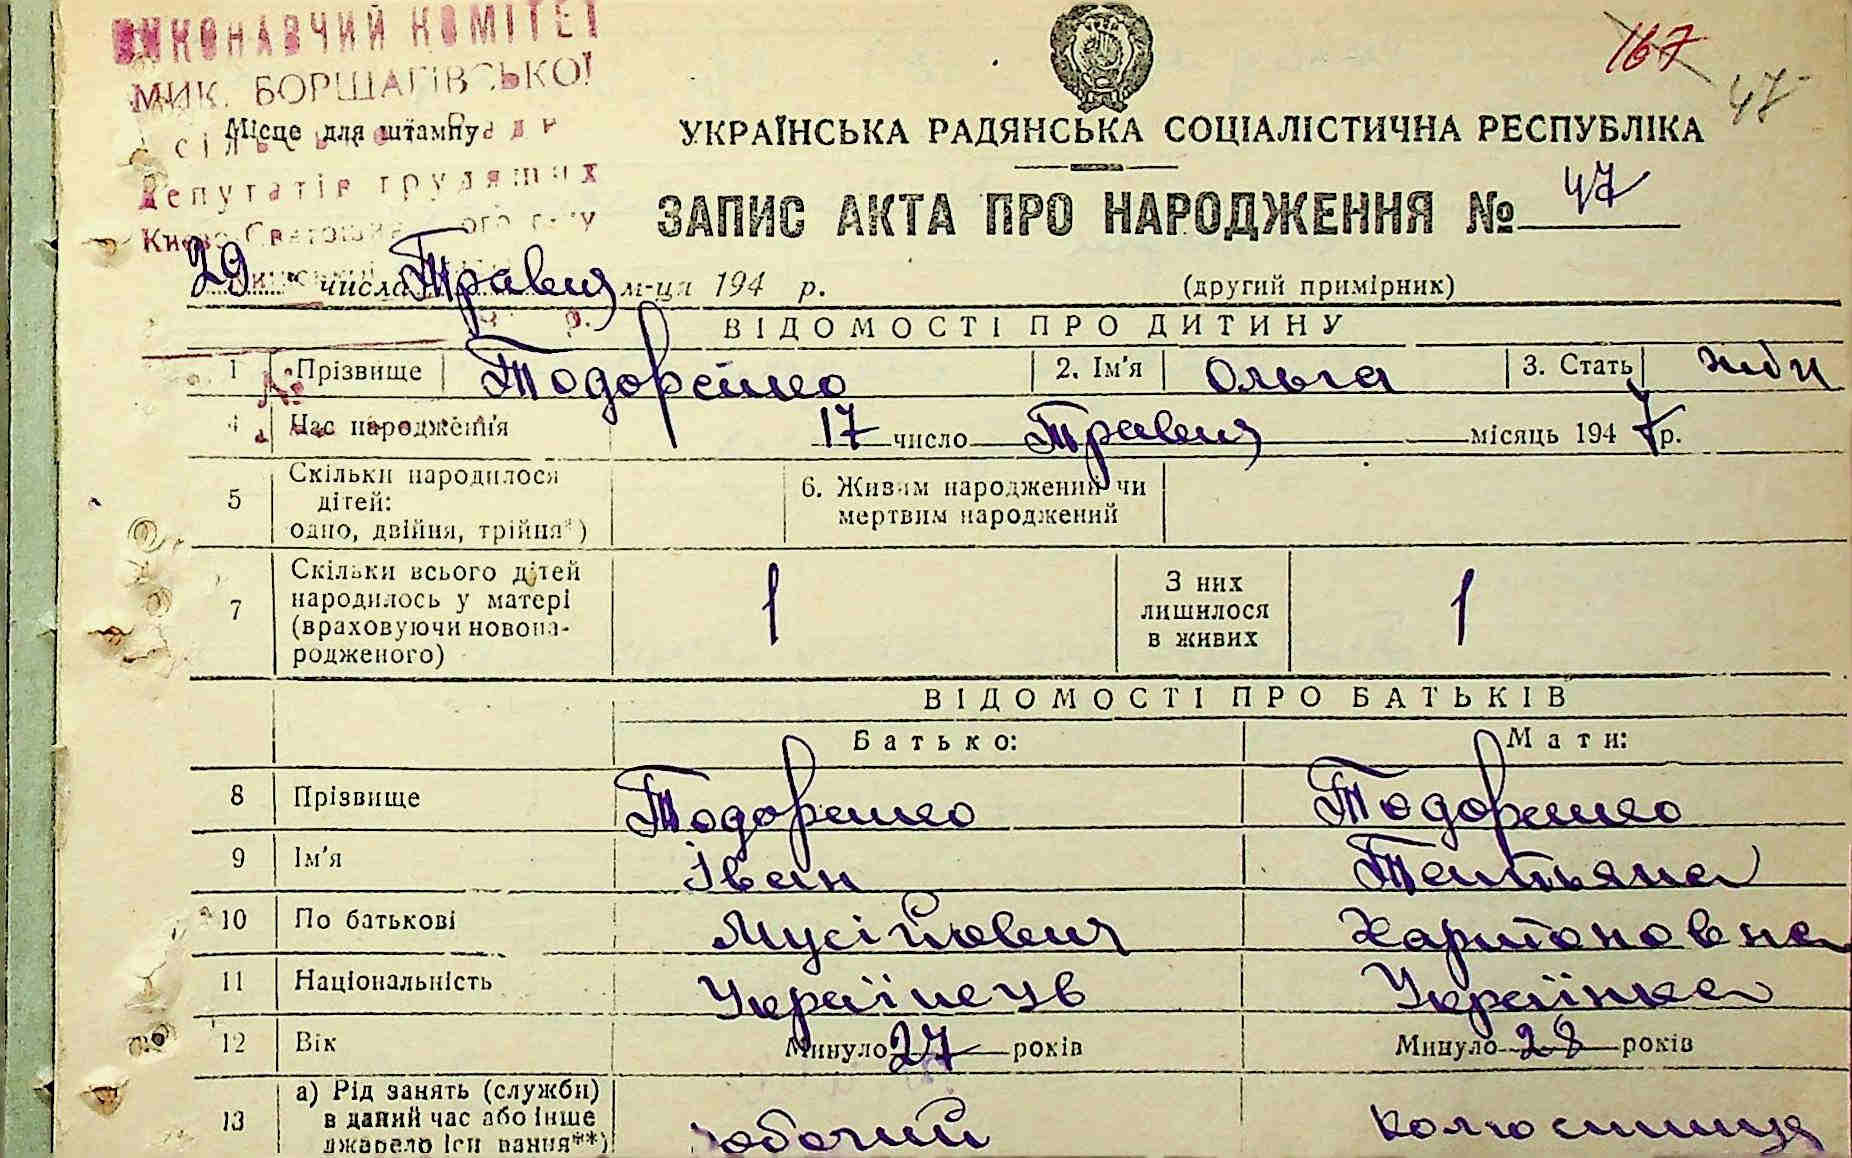 ВИКОНАВЧИЙ КОМІТЕТ
МИК. БОРЩАГІВСЬКОЇ
Місце для штампу
Депутатів трудящих
167
47
УКРАЇНСЬКА РАДЯНСЬКА СОЦІАЛІСТИЧНА РЕСПУБЛІКА
ЗАПИС АКТА ПРО НАРОДЖЕННЯ № 47
29 " числа Травня м-ця 194 р. (другий примірник)
ВІДОМОСТІ ПРО ДИТИНУ
1 Прізвище Тодоренко 2. Ім'я Ольга 3. Стать
4 Час народження 17 число Травня місяць 1947 р.
5 Скільки народилося дітей: одно, двійня, трійня*) 6. Живим народжений чи мертвим народжений
7 Скільки всього дітей народилось у матері (враховуючи новонародженого) 1 З них лишилося в живих 1
ВІДОМОСТІ ПРО БАТЬКІВ
Батько: Мати:
8 Прізвище Тодоренко Тодоренко
9 Ім'я Іван Татьяна
10 По батькові Мусійович Харитоновна
11 Національність Українець Українка
12 Вік Минуло 27 років Минуло 28 років
13 а) Рід занять (служби) в даний час або інше джерело існування**) робочий колгоспниця